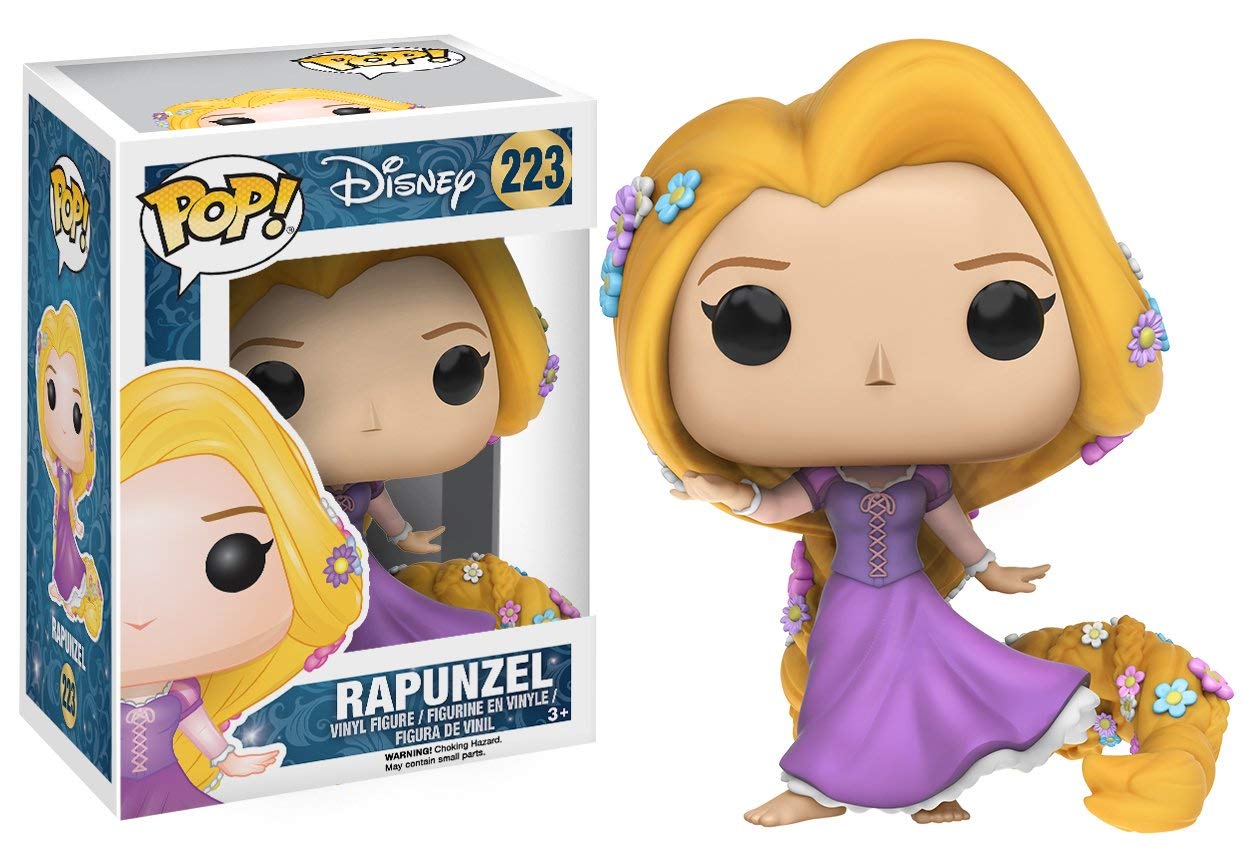 POP!
POP!
POP!
Disney
223
RAPUNZEL
223
RAPUNZEL
VINYL FIGURE / FIGURINE EN VINYLE /
FIGURA DE VINIL
3+
WARNING! Choking Hazard.
May contain small parts.